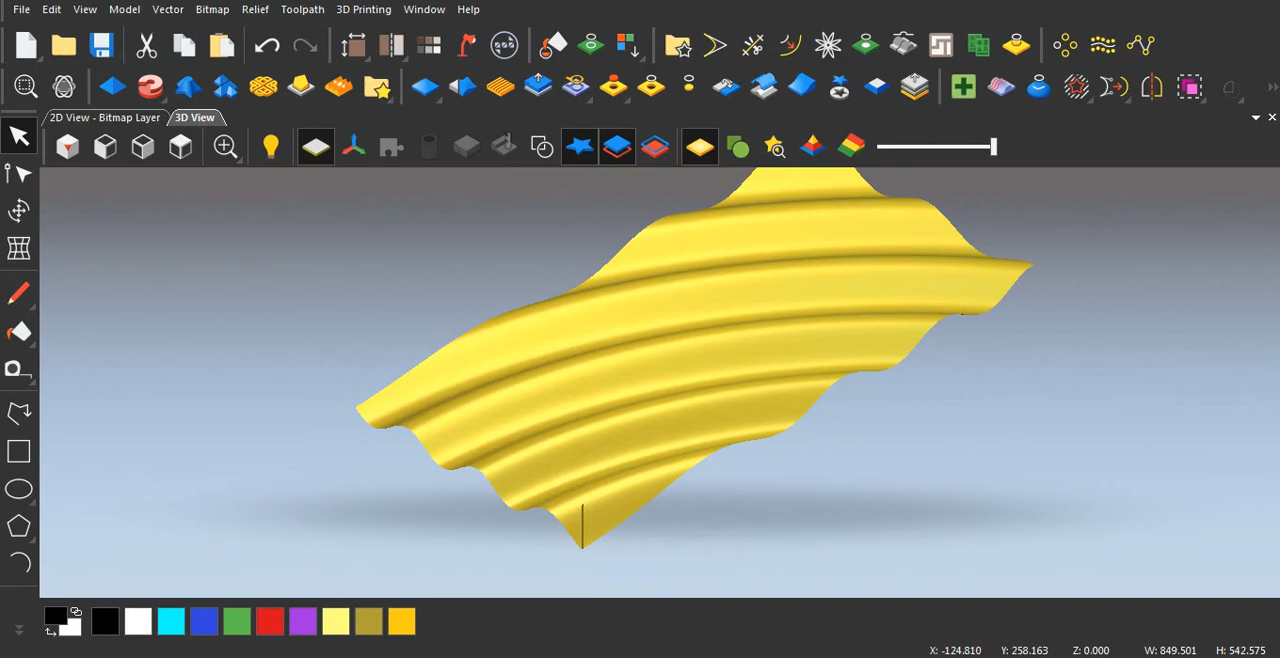 File Edit View Model Vector Bitmap Relief Toolpath 3D Printing Window Help
2D View - Bitmap Layer 3D View
X: -124.810 Y: 258.163 Z: 0.000 W: 849.501 H: 542.575